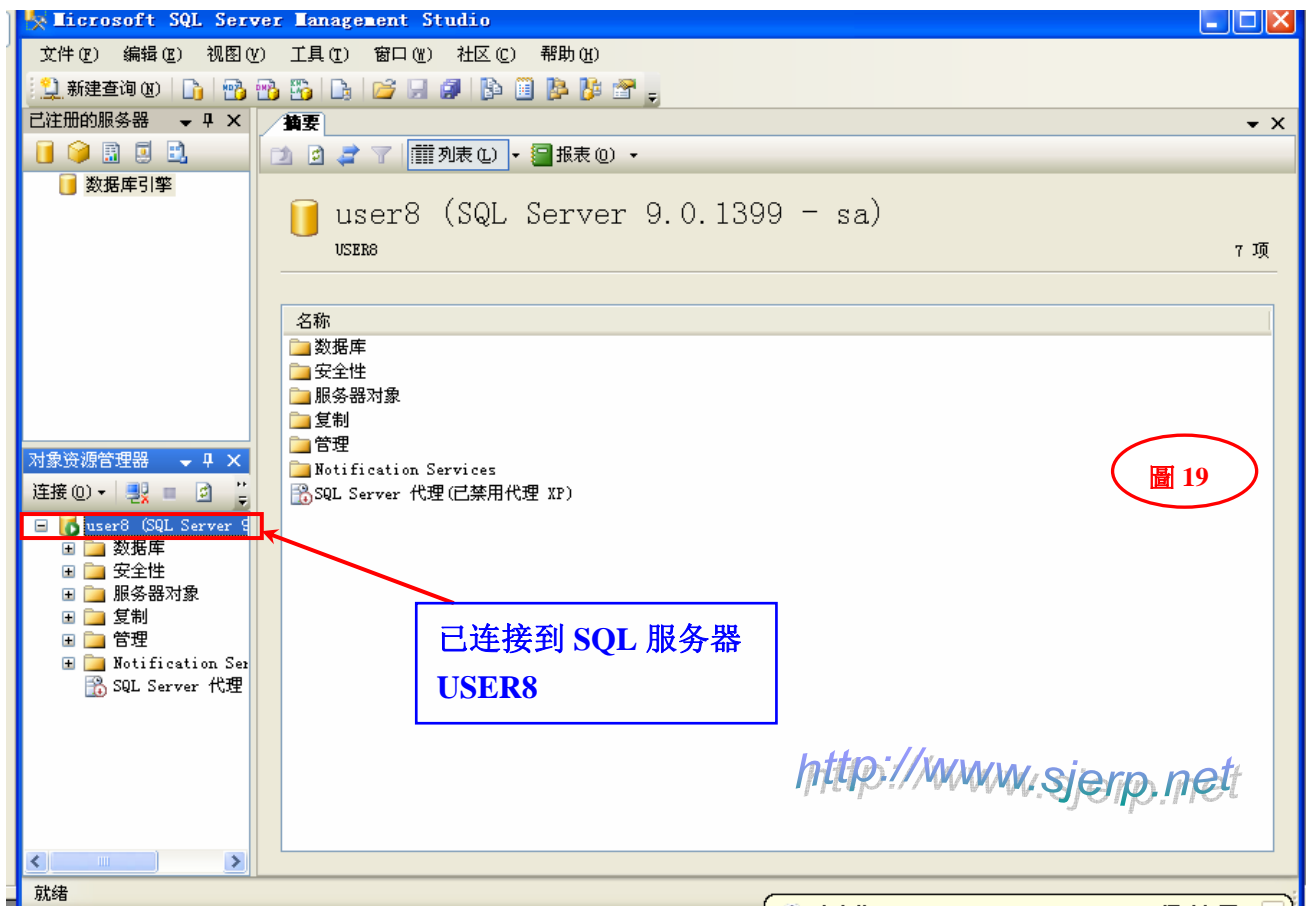 Microsoft SQL Server Management Studio
文件(F) 编辑(E) 视图(V) 工具(T) 窗口(W) 社区(C) 帮助(H)
新建查询(N)
已注册的服务器
摘要
列表(L) 报表(O)
数据库引擎
user8 (SQL Server 9.0.1399 - sa)
USER8
7 项
名称
数据库
安全性
服务器对象
复制
管理
Notification Services
SQL Server 代理(已禁用代理 XP)
圖 19
对象资源管理器
连接(O)
user8 (SQL Server 9
数据库
安全性
服务器对象
复制
管理
Notification Ser
SQL Server 代理
已连接到 SQL 服务器
USER8
http://www.sjerp.net
就绪